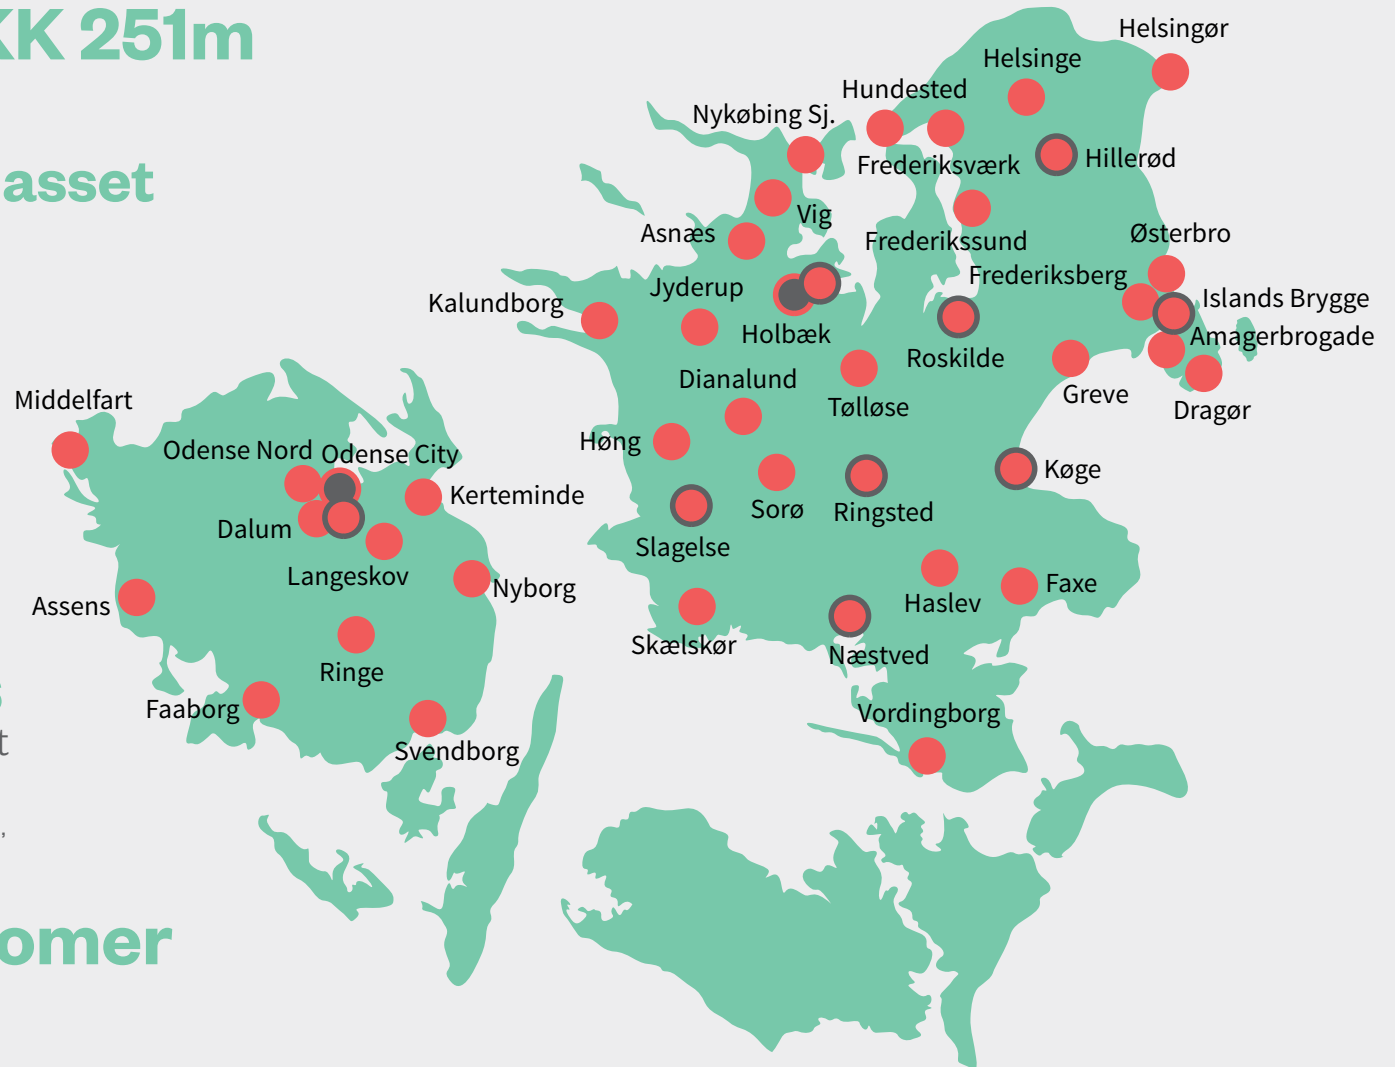 KK 251m
asset
t
,
omer
Helsingør
Helsinge
Hundested
Nykøbing Sj.
Frederiksværk
Hillerød
Vig
Asnæs
Frederikssund
Østerbro
Frederiksberg
Jyderup
Kalundborg
Islands Brygge
Holbæk
Amagerbrogade
Roskilde
Dianalund
Greve
Tølløse
Dragør
Middelfart
Høng
Odense Nord
Odense City
Køge
Kerteminde
Sorø
Ringsted
Dalum
Slagelse
Langeskov
Faxe
Nyborg
Haslev
Assens
Skælskør
Næstved
Ringe
Faaborg
Vordingborg
Svendborg